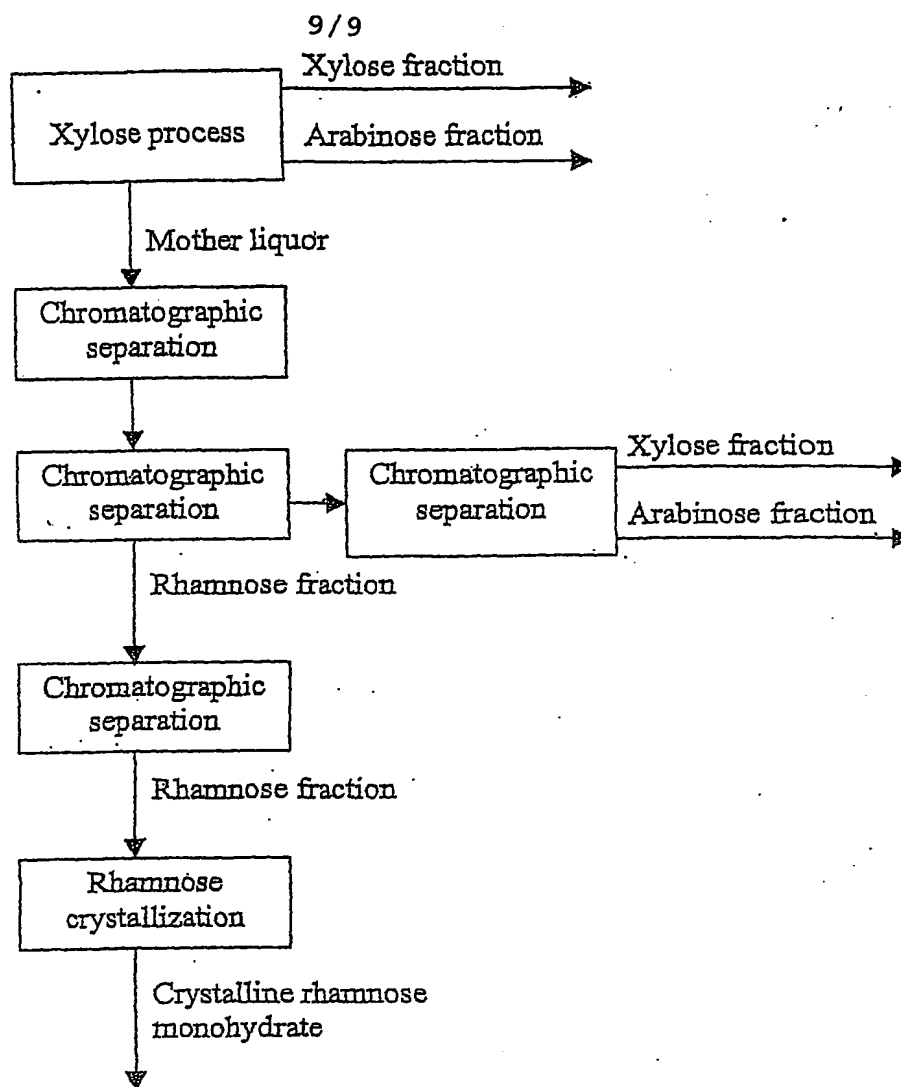 9/9
Xylose fraction
Xylose process
Arabinose fraction
Mother liquor
Chromatographic
separation
Chromatographic
separation
Chromatographic
separation
Xylose fraction
Arabinose fraction
Rhamnose fraction
Chromatographic
separation
Rhamnose fraction
Rhamnose
crystallization
Crystalline rhamnose
monohydrate